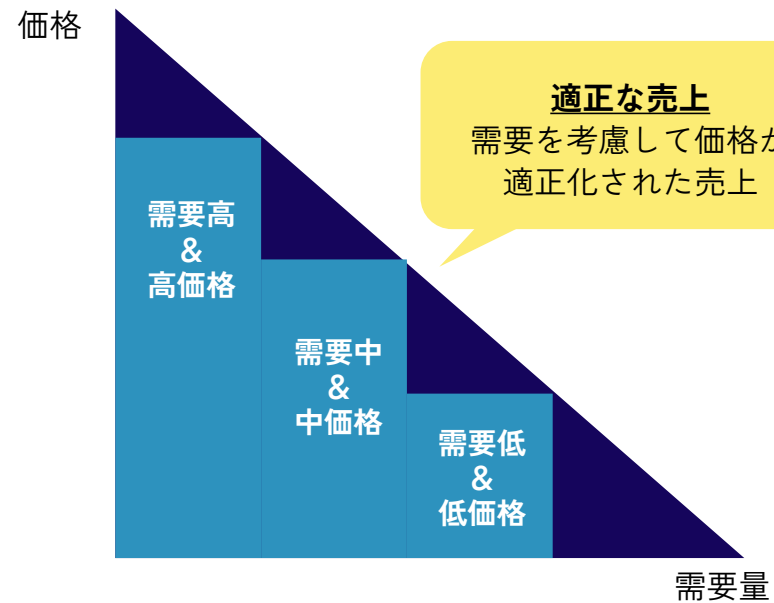 価格
適正な売上
需要を考慮して価格が
適正化された売上
需要高
&
高価格
需要中
&
中価格
需要低
&
低価格
需要量